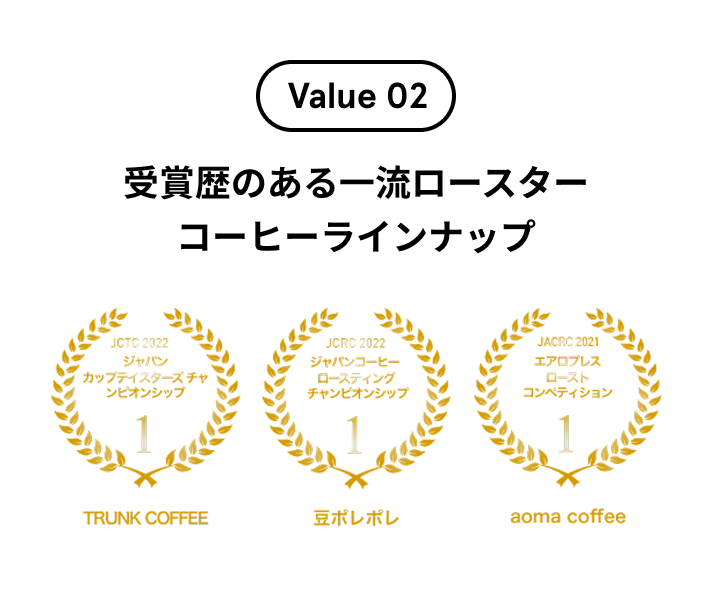 Value 02
受賞歴のある一流ロースター
コーヒーラインナップ
JCTC 2022
ジャパン
カップテイスターズ チャ
ンピオンシップ
1
TRUNK COFFEE
JCRC 2022
ジャパンコーヒー
ロースティング
チャンピオンシップ
1
豆ポレポレ
JACRC 2021
エアロプレス
ロースト
コンペティション
1
aoma coffee